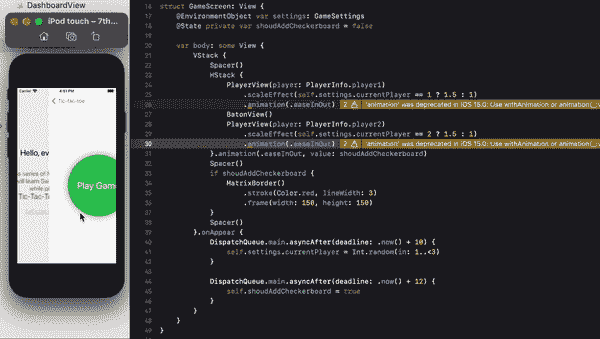 DashboardView
iPod touch – 7th...
4:51 PM
Tic-Tac-Toe
Hello, ev
Play Game
Tic-Tac-Toe
16 struct GameScreen: View {
17 @EnvironmentObject var settings: GameSettings
18 @State private var shoudAddCheckerboard = false
19
20 var body: some View {
21 VStack {
22 Spacer()
23 HStack {
24 PlayerView(player: PlayerInfo.player1)
25 .scaleEffect(self.settings.currentPlayer == 1 ? 1.5 : 1)
26 .animation(.easeInOut) 2 'animation' was deprecated in iOS 15.0: Use withAnimation or animation(_:v
27 BatonView()
28 PlayerView(player: PlayerInfo.player2)
29 .scaleEffect(self.settings.currentPlayer == 2 ? 1.5 : 1)
30 .animation(.easeInOut) 2 'animation' was deprecated in iOS 15.0: Use withAnimation or animation(_:v
31 }.animation(.easeInOut, value: shoudAddCheckerboard)
32 Spacer()
33 if shoudAddCheckerboard {
34 MatrixBorder()
35 .stroke(Color.red, lineWidth: 3)
36 .frame(width: 150, height: 150)
37 }
38 Spacer()
39 }.onAppear {
40 DispatchQueue.main.asyncAfter(deadline: .now() + 10) {
41 self.settings.currentPlayer = Int.random(in: 1..<3)
42 }
43
44 DispatchQueue.main.asyncAfter(deadline: .now() + 12) {
45 self.shoudAddCheckerboard = true
46 }
47 }
48 }
49 }